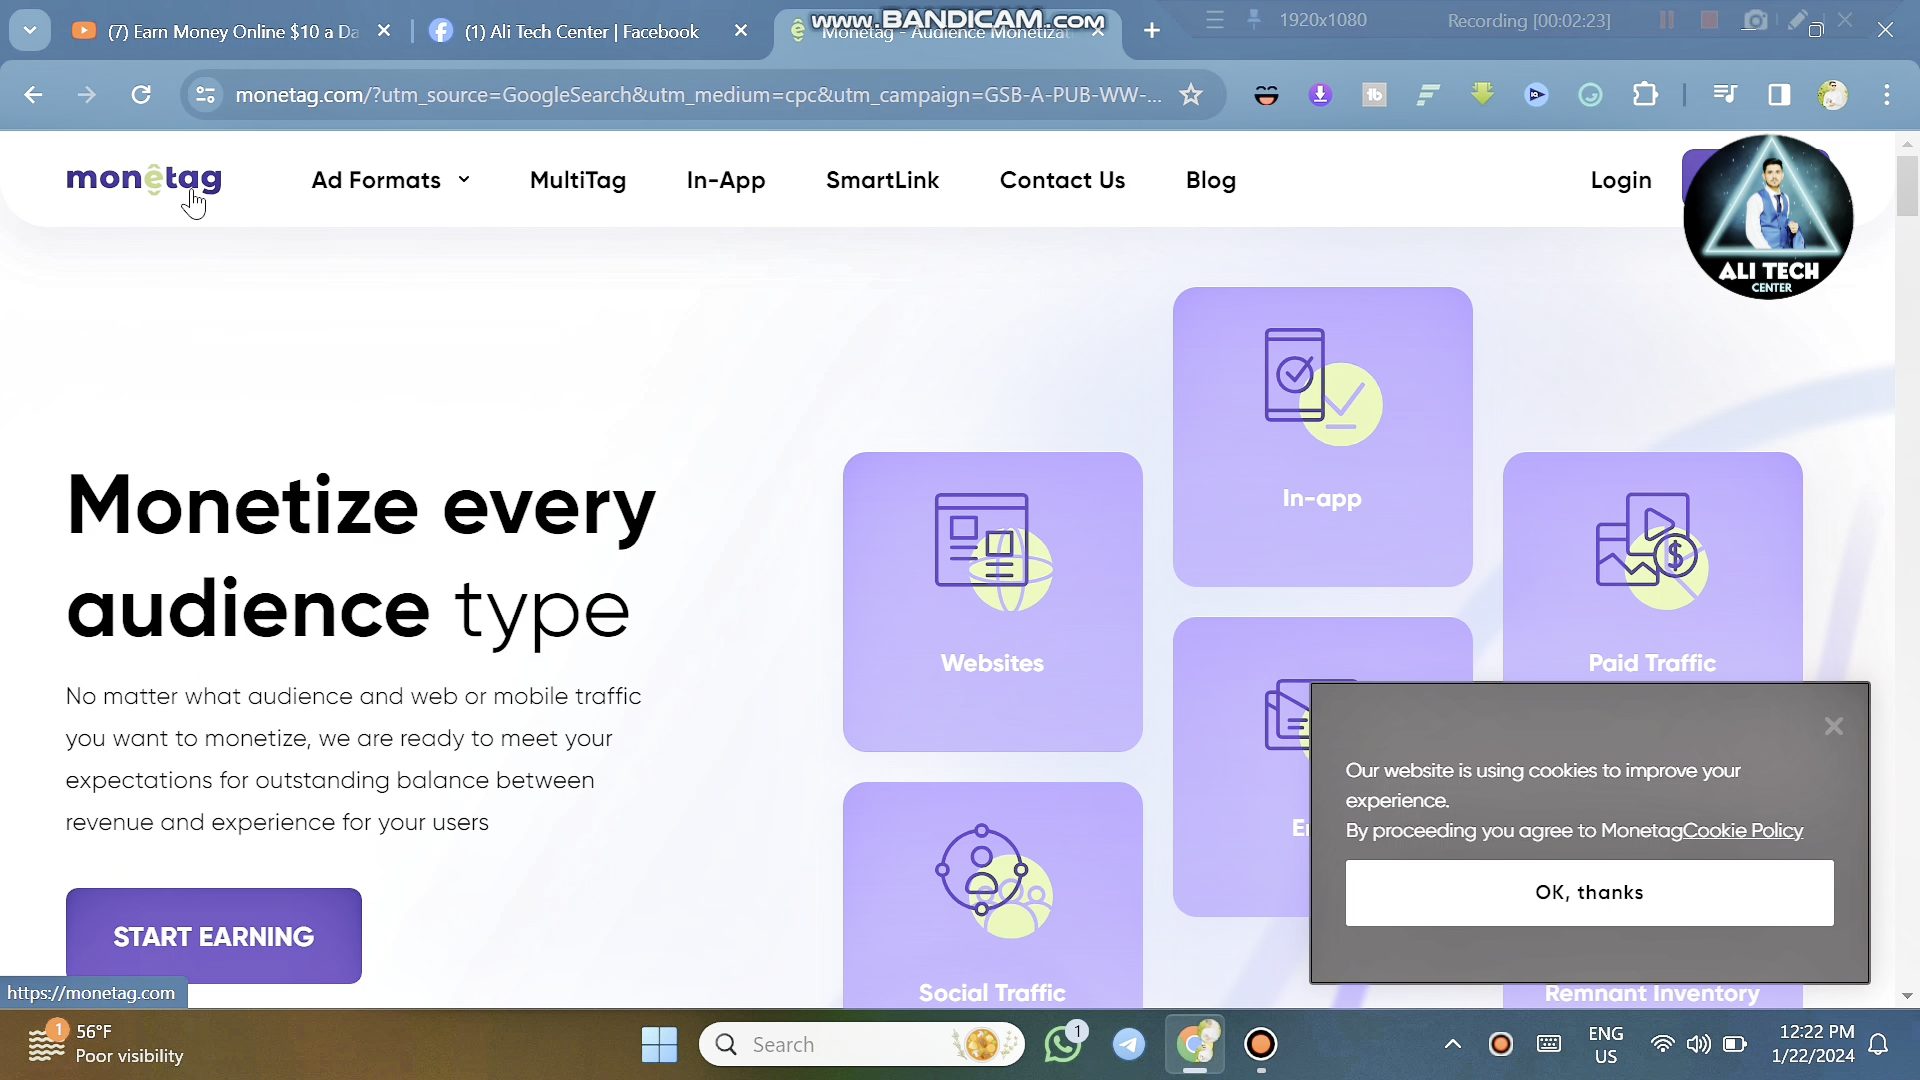 (7) Earn Money Online $10 a Da
(1) Ali Tech Center | Facebook
Monetag - Audience Monetizat
www.BANDICAM.com
1920x1080
Recording [00:02:23]
monetag.com/?utm_source=GoogleSearch&utm_medium=cpc&utm_campaign=GSB-A-PUB-WW-...
monetag
Ad Formats
MultiTag
In-App
SmartLink
Contact Us
Blog
Login
ALI TECH
CENTER
Monetize every
audience type
No matter what audience and web or mobile traffic
you want to monetize, we are ready to meet your
expectations for outstanding balance between
revenue and experience for your users
START EARNING
In-app
Websites
Paid Traffic
Social Traffic
Remnant Inventory
Our website is using cookies to improve your
experience.
By proceeding you agree to MonetagCookie Policy
OK, thanks
https://monetag.com
1
56°F
Poor visibility
Search
1
ENG
US
12:22 PM
1/22/2024